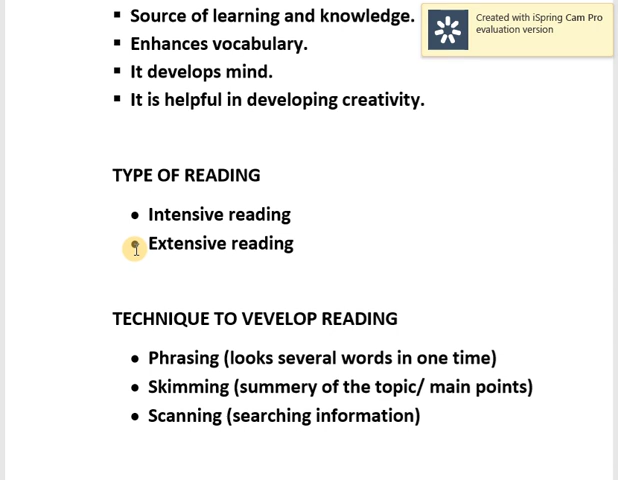 ▪ Source of learning and knowledge.
▪ Enhances vocabulary.
▪ It develops mind.
▪ It is helpful in developing creativity.
Created with iSpring Cam Pro
evaluation version
TYPE OF READING
• Intensive reading
• Extensive reading
TECHNIQUE TO VEVELOP READING
• Phrasing (looks several words in one time)
• Skimming (summery of the topic/ main points)
• Scanning (searching information)